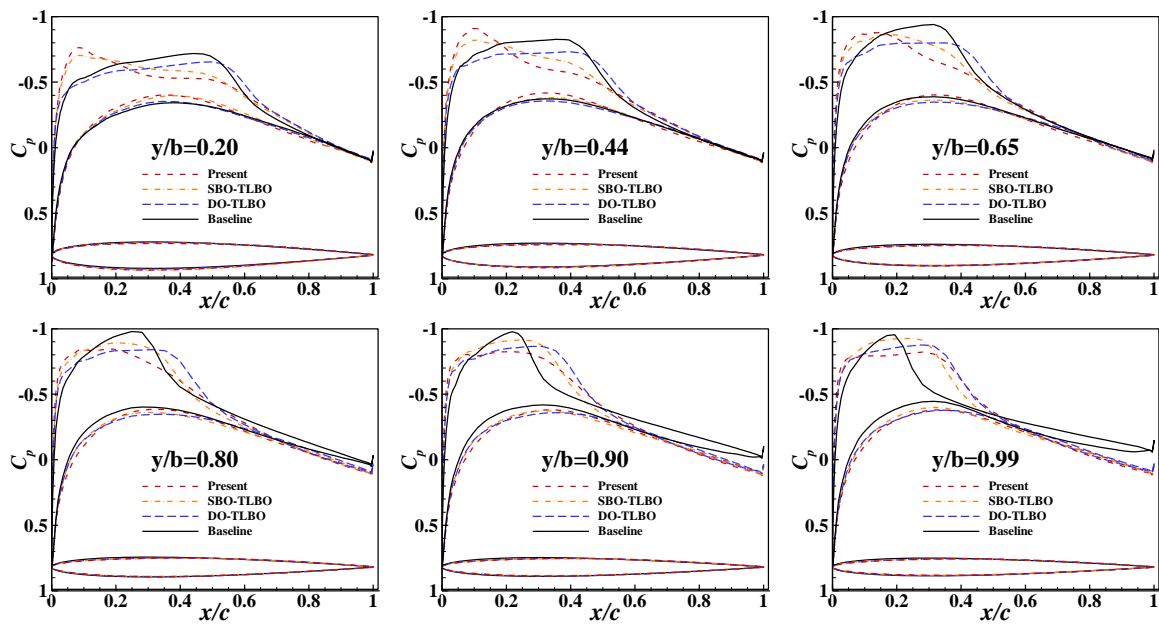 -1
-0.5
0
0.5
1
C_p
y/b=0.20
Present
SBO-TLBO
DO-TLBO
Baseline
0 0.2 0.4 0.6 0.8 1
x/c
-1
-0.5
0
0.5
1
C_p
y/b=0.44
Present
SBO-TLBO
DO-TLBO
Baseline
0 0.2 0.4 0.6 0.8 1
x/c
-1
-0.5
0
0.5
1
C_p
y/b=0.65
Present
SBO-TLBO
DO-TLBO
Baseline
0 0.2 0.4 0.6 0.8 1
x/c
-1
-0.5
0
0.5
1
C_p
y/b=0.80
Present
SBO-TLBO
DO-TLBO
Baseline
0 0.2 0.4 0.6 0.8 1
x/c
-1
-0.5
0
0.5
1
C_p
y/b=0.90
Present
SBO-TLBO
DO-TLBO
Baseline
0 0.2 0.4 0.6 0.8 1
x/c
-1
-0.5
0
0.5
1
C_p
y/b=0.99
Present
SBO-TLBO
DO-TLBO
Baseline
0 0.2 0.4 0.6 0.8 1
x/c